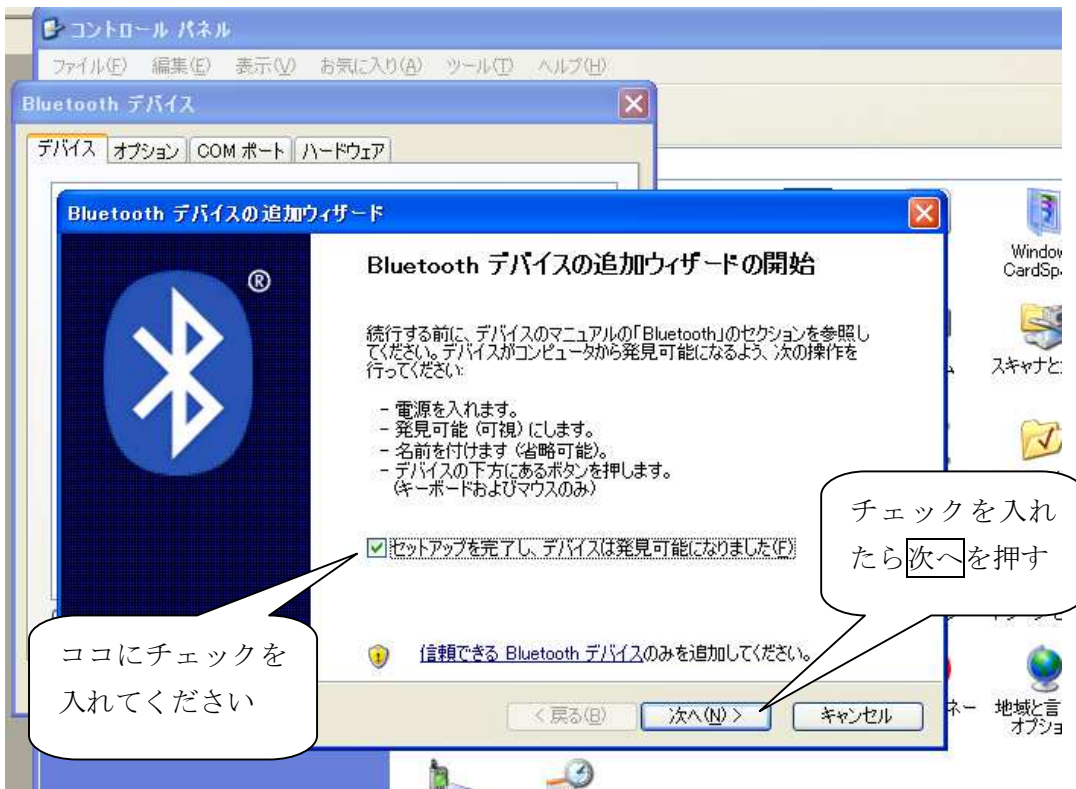 コントロール パネル
ファイル(F) 編集(E) 表示(V) お気に入り(A) ツール(T) ヘルプ(H)
Bluetooth デバイス
デバイス オプション COM ポート ハードウェア
Bluetooth デバイスの追加ウィザード
Bluetooth デバイスの追加ウィザードの開始
®
続行する前に、デバイスのマニュアルの「Bluetooth」のセクションを参照し
てください。デバイスがコンピュータから発見可能になるよう、次の操作を
行ってください:
- 電源を入れます。
- 発見可能 (可視) にします。
- 名前を付けます (省略可能)。
- デバイスの下方にあるボタンを押します。
(キーボードおよびマウスのみ)
セットアップを完了し、デバイスは発見可能になりました(F)
チェックを入れ
たら次へを押す
ココにチェックを
入れてください
信頼できる Bluetooth デバイスのみを追加してください。
< 戻る(B) 次へ(N) > キャンセル
Window
CardSp
スキャナと
ネー
地域と言
オプショ